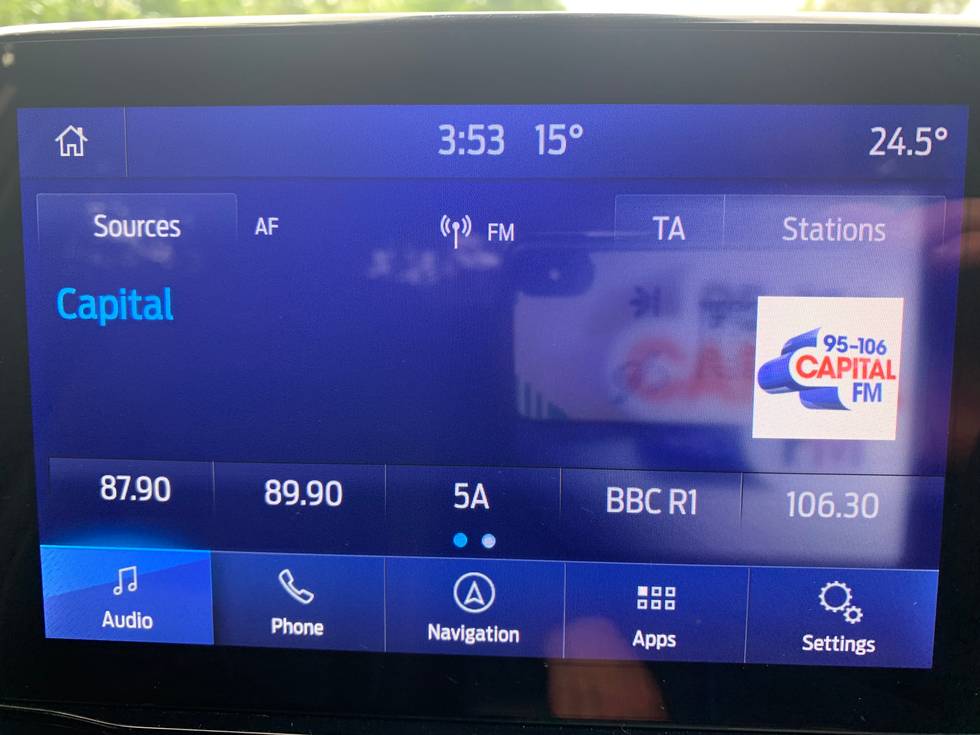 3:53 15° 24.5°
Sources AF FM TA Stations
Capital
95-106
CAPITAL
FM
87.90 89.90 5A BBC R1 106.30
Audio Phone Navigation Apps Settings